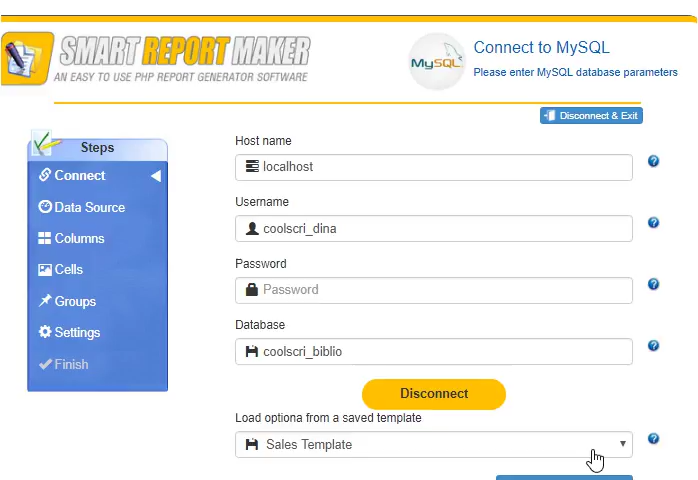 SMART REPORT MAKER
AN EASY TO USE PHP REPORT GENERATOR SOFTWARE
MySQL
Connect to MySQL
Please enter MySQL database parameters
Disconnect & Exit
Steps
Connect
Data Source
Columns
Cells
Groups
Settings
Finish
Host name
localhost
Username
coolscri_dina
Password
Password
Database
coolscri_biblio
Disconnect
Load optiona from a saved template
Sales Template